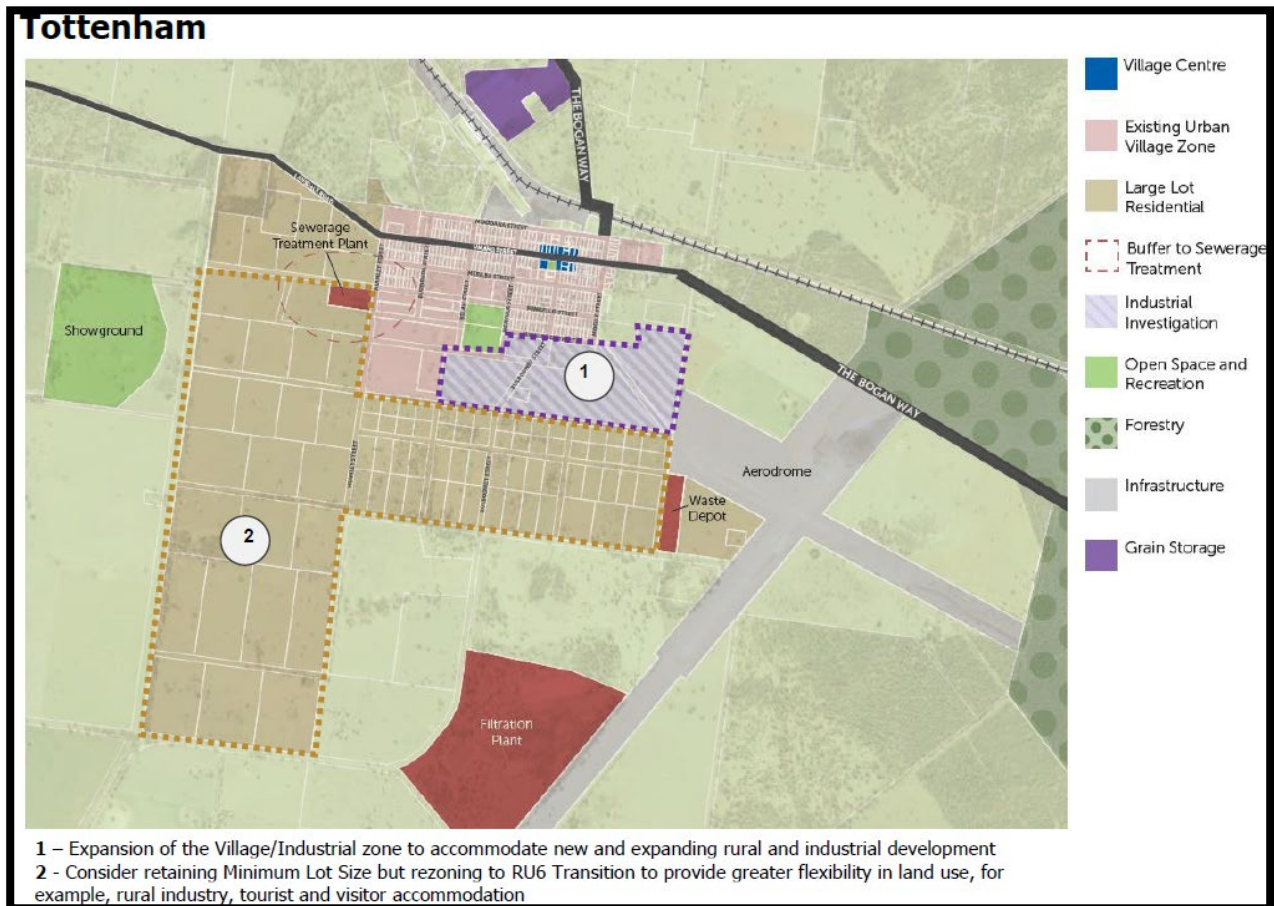 Tottenham
Village Centre
Existing Urban
Village Zone
Large Lot
Residential
Buffer to Sewerage
Treatment
Industrial
Investigation
Open Space and
Recreation
Forestry
Infrastructure
Grain Storage
THE BOGAN WAY
Sewerage
Treatment Plant
MERILBA STREET
Showground
1
THE BOGAN WAY
Aerodrome
Waste
Depot
2
Filtration
Plant
1 – Expansion of the Village/Industrial zone to accommodate new and expanding rural and industrial development
2 - Consider retaining Minimum Lot Size but rezoning to RU6 Transition to provide greater flexibility in land use, for
example, rural industry, tourist and visitor accommodation